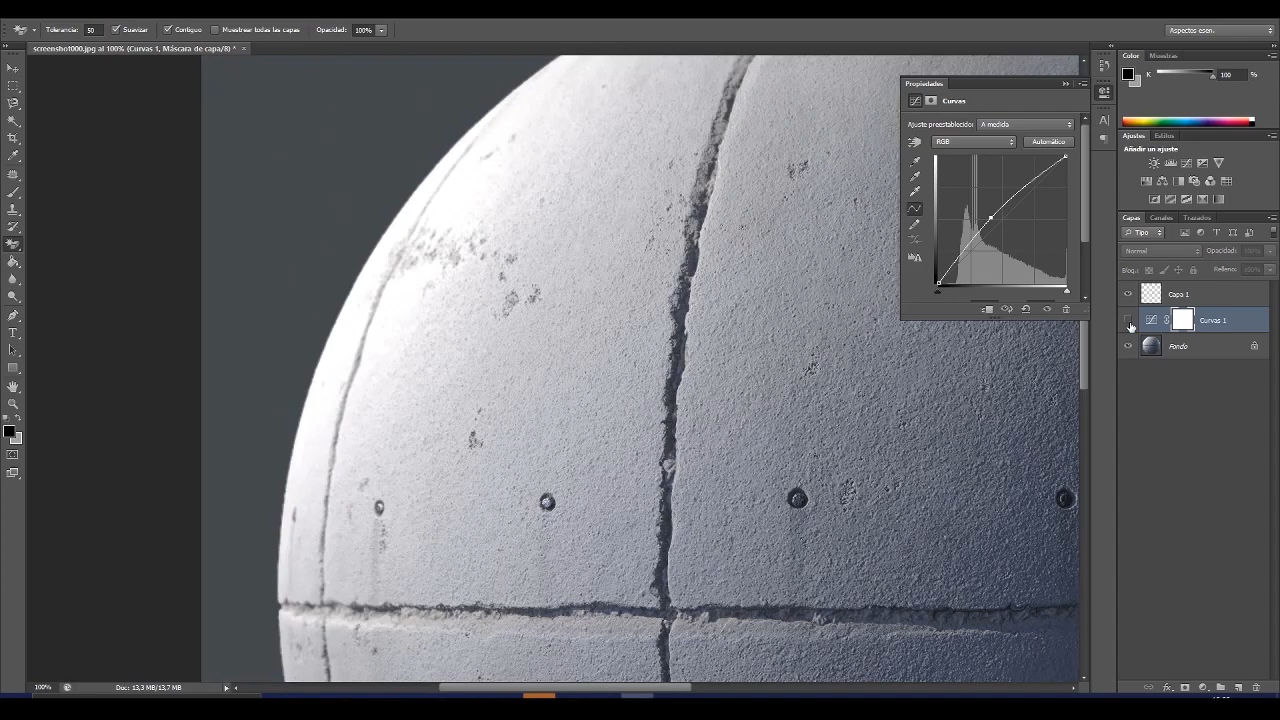 Tolerancia: 50 Suavizar Contiguo Muestrear todas las capas Opacidad: 100% Aspectos esen.
screenshot000.jpg al 100% (Curvas 1, Máscara de capa/8) * ×
Color Muestras
K 100 %
Propiedades
Curvas
Ajuste preestablecido: A medida
RGB Automático
Ajustes Estilos
Añadir un ajuste
Capas Canales Trazados
Tipo
Normal Opacidad: 100%
Bloq.: Relleno: 100%
Capa 1
Curvas 1
Fondo
100% Doc: 13,3 MB/13,7 MB